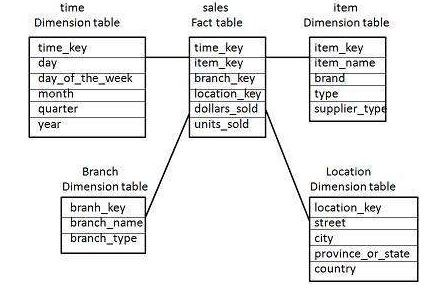 time
Dimension table
time_key
day
day_of_the_week
month
quarter
year
sales
Fact table
time_key
item_key
branch_key
location_key
dollars_sold
units_sold
item
Dimension table
item_key
item_name
brand
type
supplier_type
Branch
Dimension table
branh_key
branch_name
branch_type
Location
Dimension table
location_key
street
city
province_or_state
country